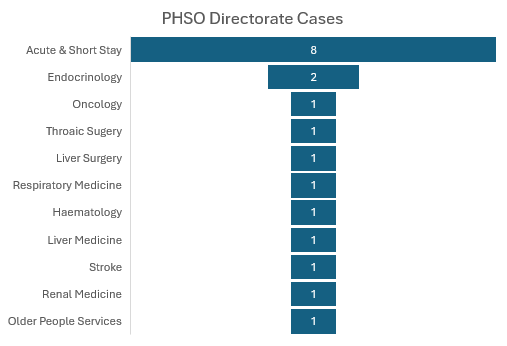 PHSO Directorate Cases
Acute & Short Stay 8
Endocrinology 2
Oncology 1
Throaic Sugery 1
Liver Surgery 1
Respiratory Medicine 1
Haematology 1
Liver Medicine 1
Stroke 1
Renal Medicine 1
Older People Services 1